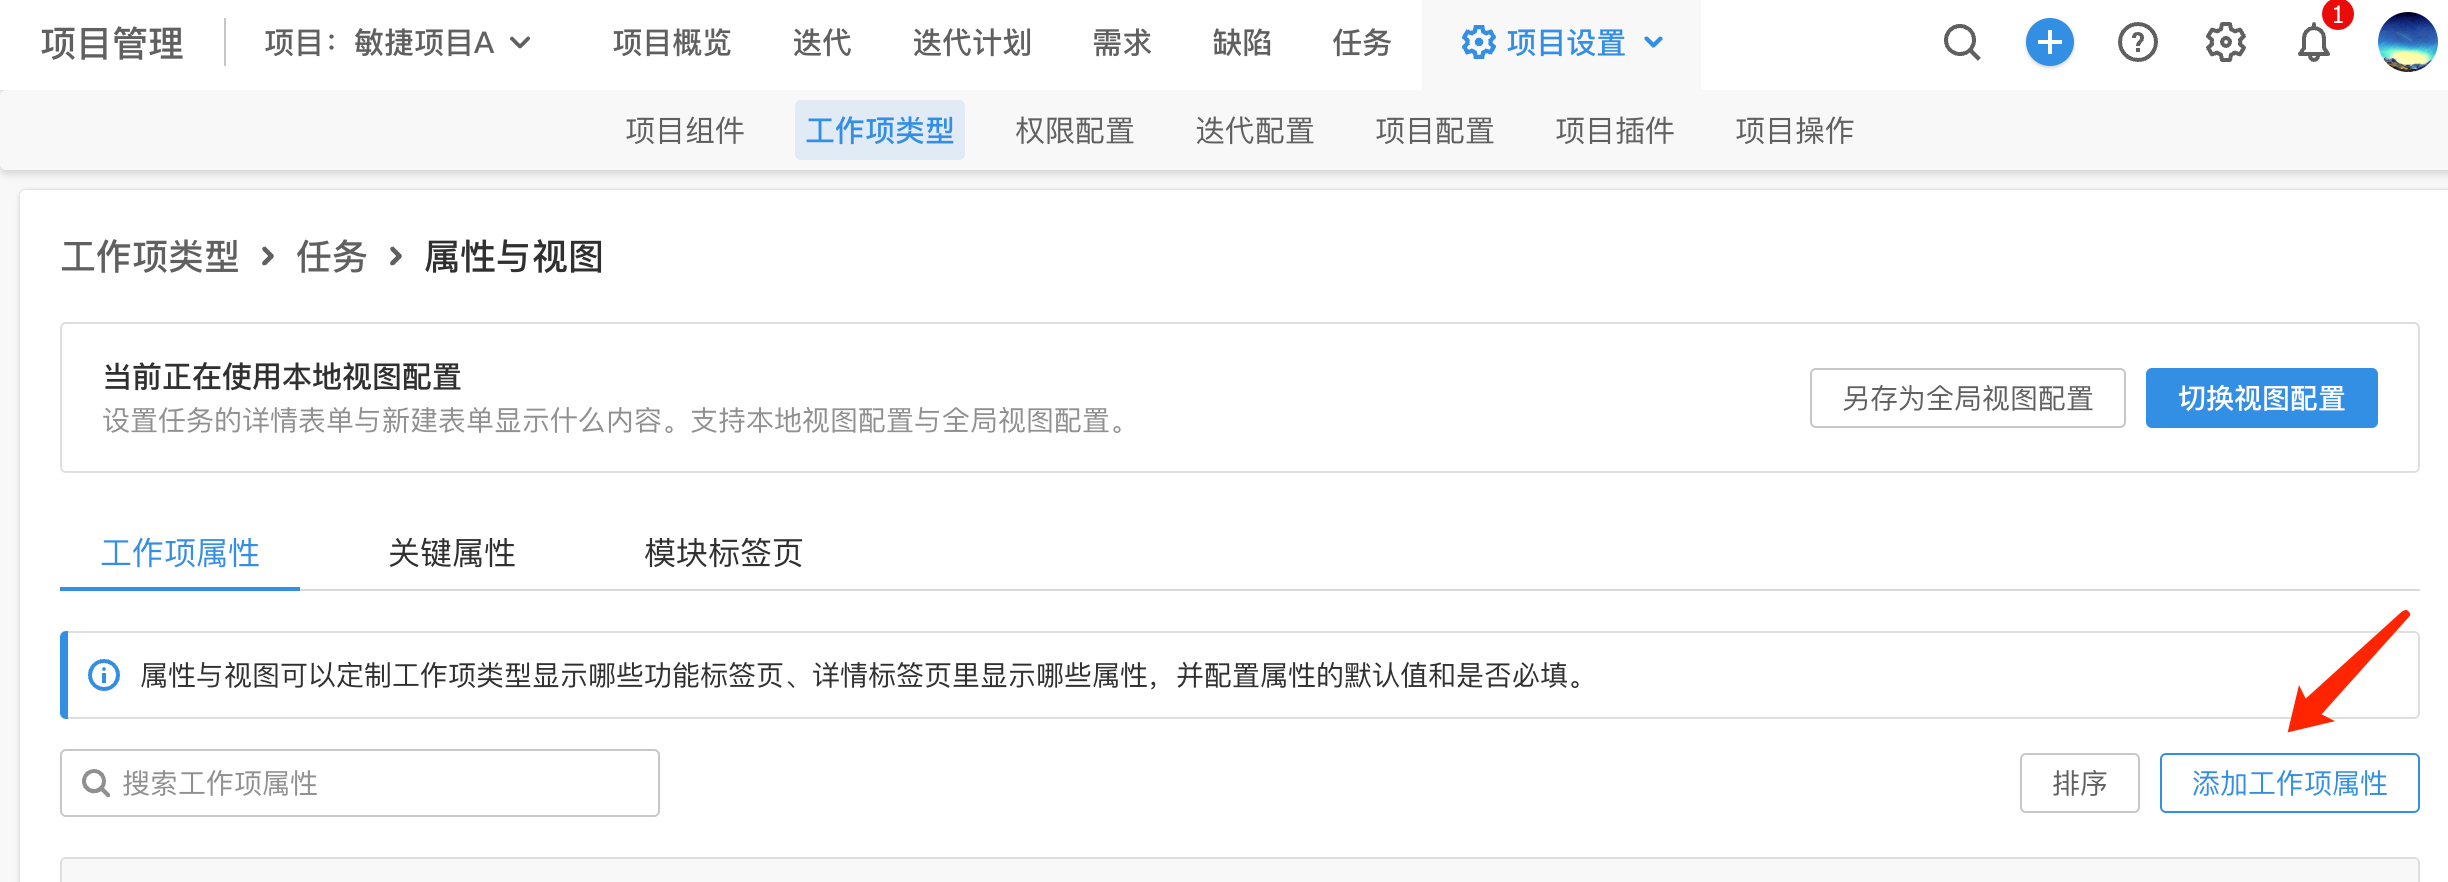 项目管理 项目：敏捷项目A 项目概览 迭代 迭代计划 需求 缺陷 任务 项目设置 1
项目组件 工作项类型 权限配置 迭代配置 项目配置 项目插件 项目操作
工作项类型 > 任务 > 属性与视图
当前正在使用本地视图配置
设置任务的详情表单与新建表单显示什么内容。支持本地视图配置与全局视图配置。
另存为全局视图配置 切换视图配置
工作项属性 关键属性 模块标签页
属性与视图可以定制工作项类型显示哪些功能标签页、详情标签页里显示哪些属性，并配置属性的默认值和是否必填。
搜索工作项属性 排序 添加工作项属性